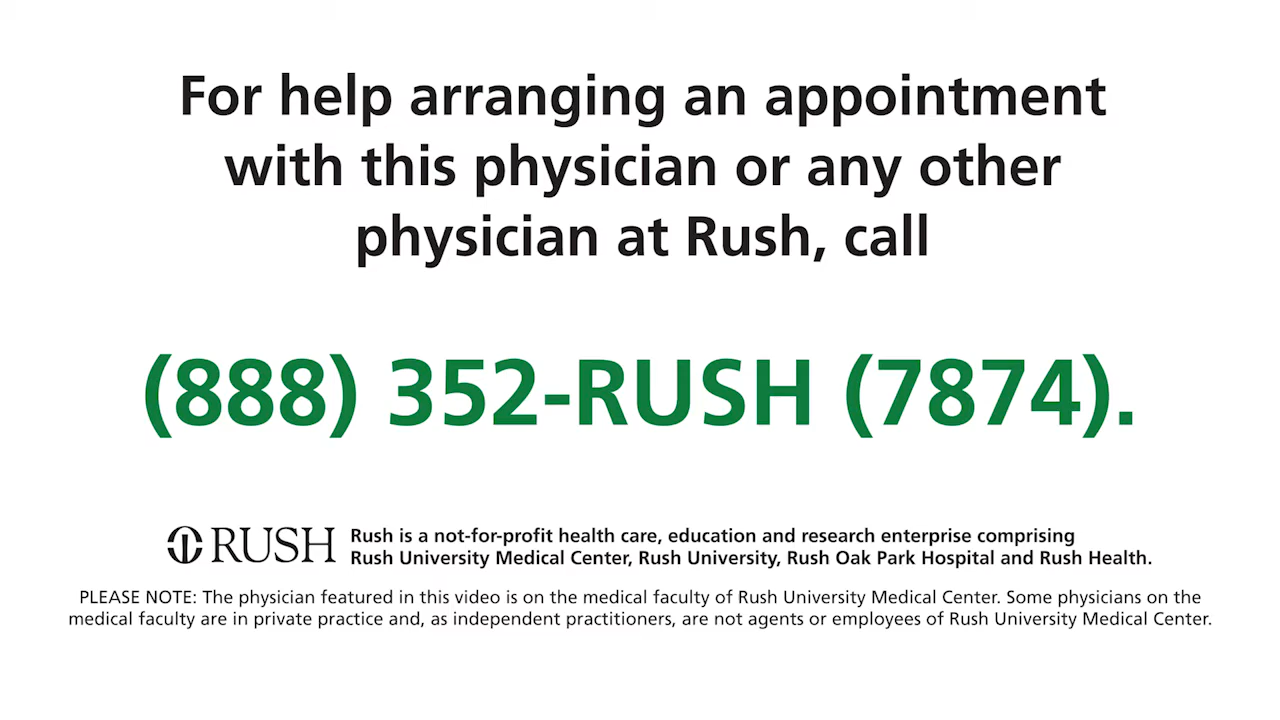 For help arranging an appointment
with this physician or any other
physician at Rush, call
(888) 352-RUSH (7874).
RUSH
Rush is a not-for-profit health care, education and research enterprise comprising
Rush University Medical Center, Rush University, Rush Oak Park Hospital and Rush Health.
PLEASE NOTE: The physician featured in this video is on the medical faculty of Rush University Medical Center. Some physicians on the
medical faculty are in private practice and, as independent practitioners, are not agents or employees of Rush University Medical Center.